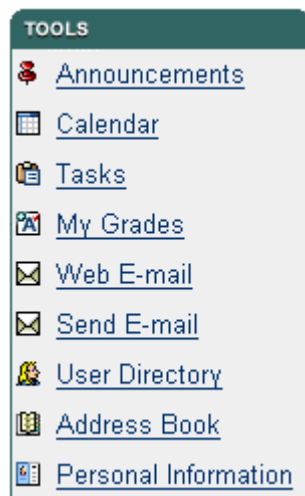 TOOLS
Announcements
Calendar
Tasks
My Grades
Web E-mail
Send E-mail
User Directory
Address Book
Personal Information